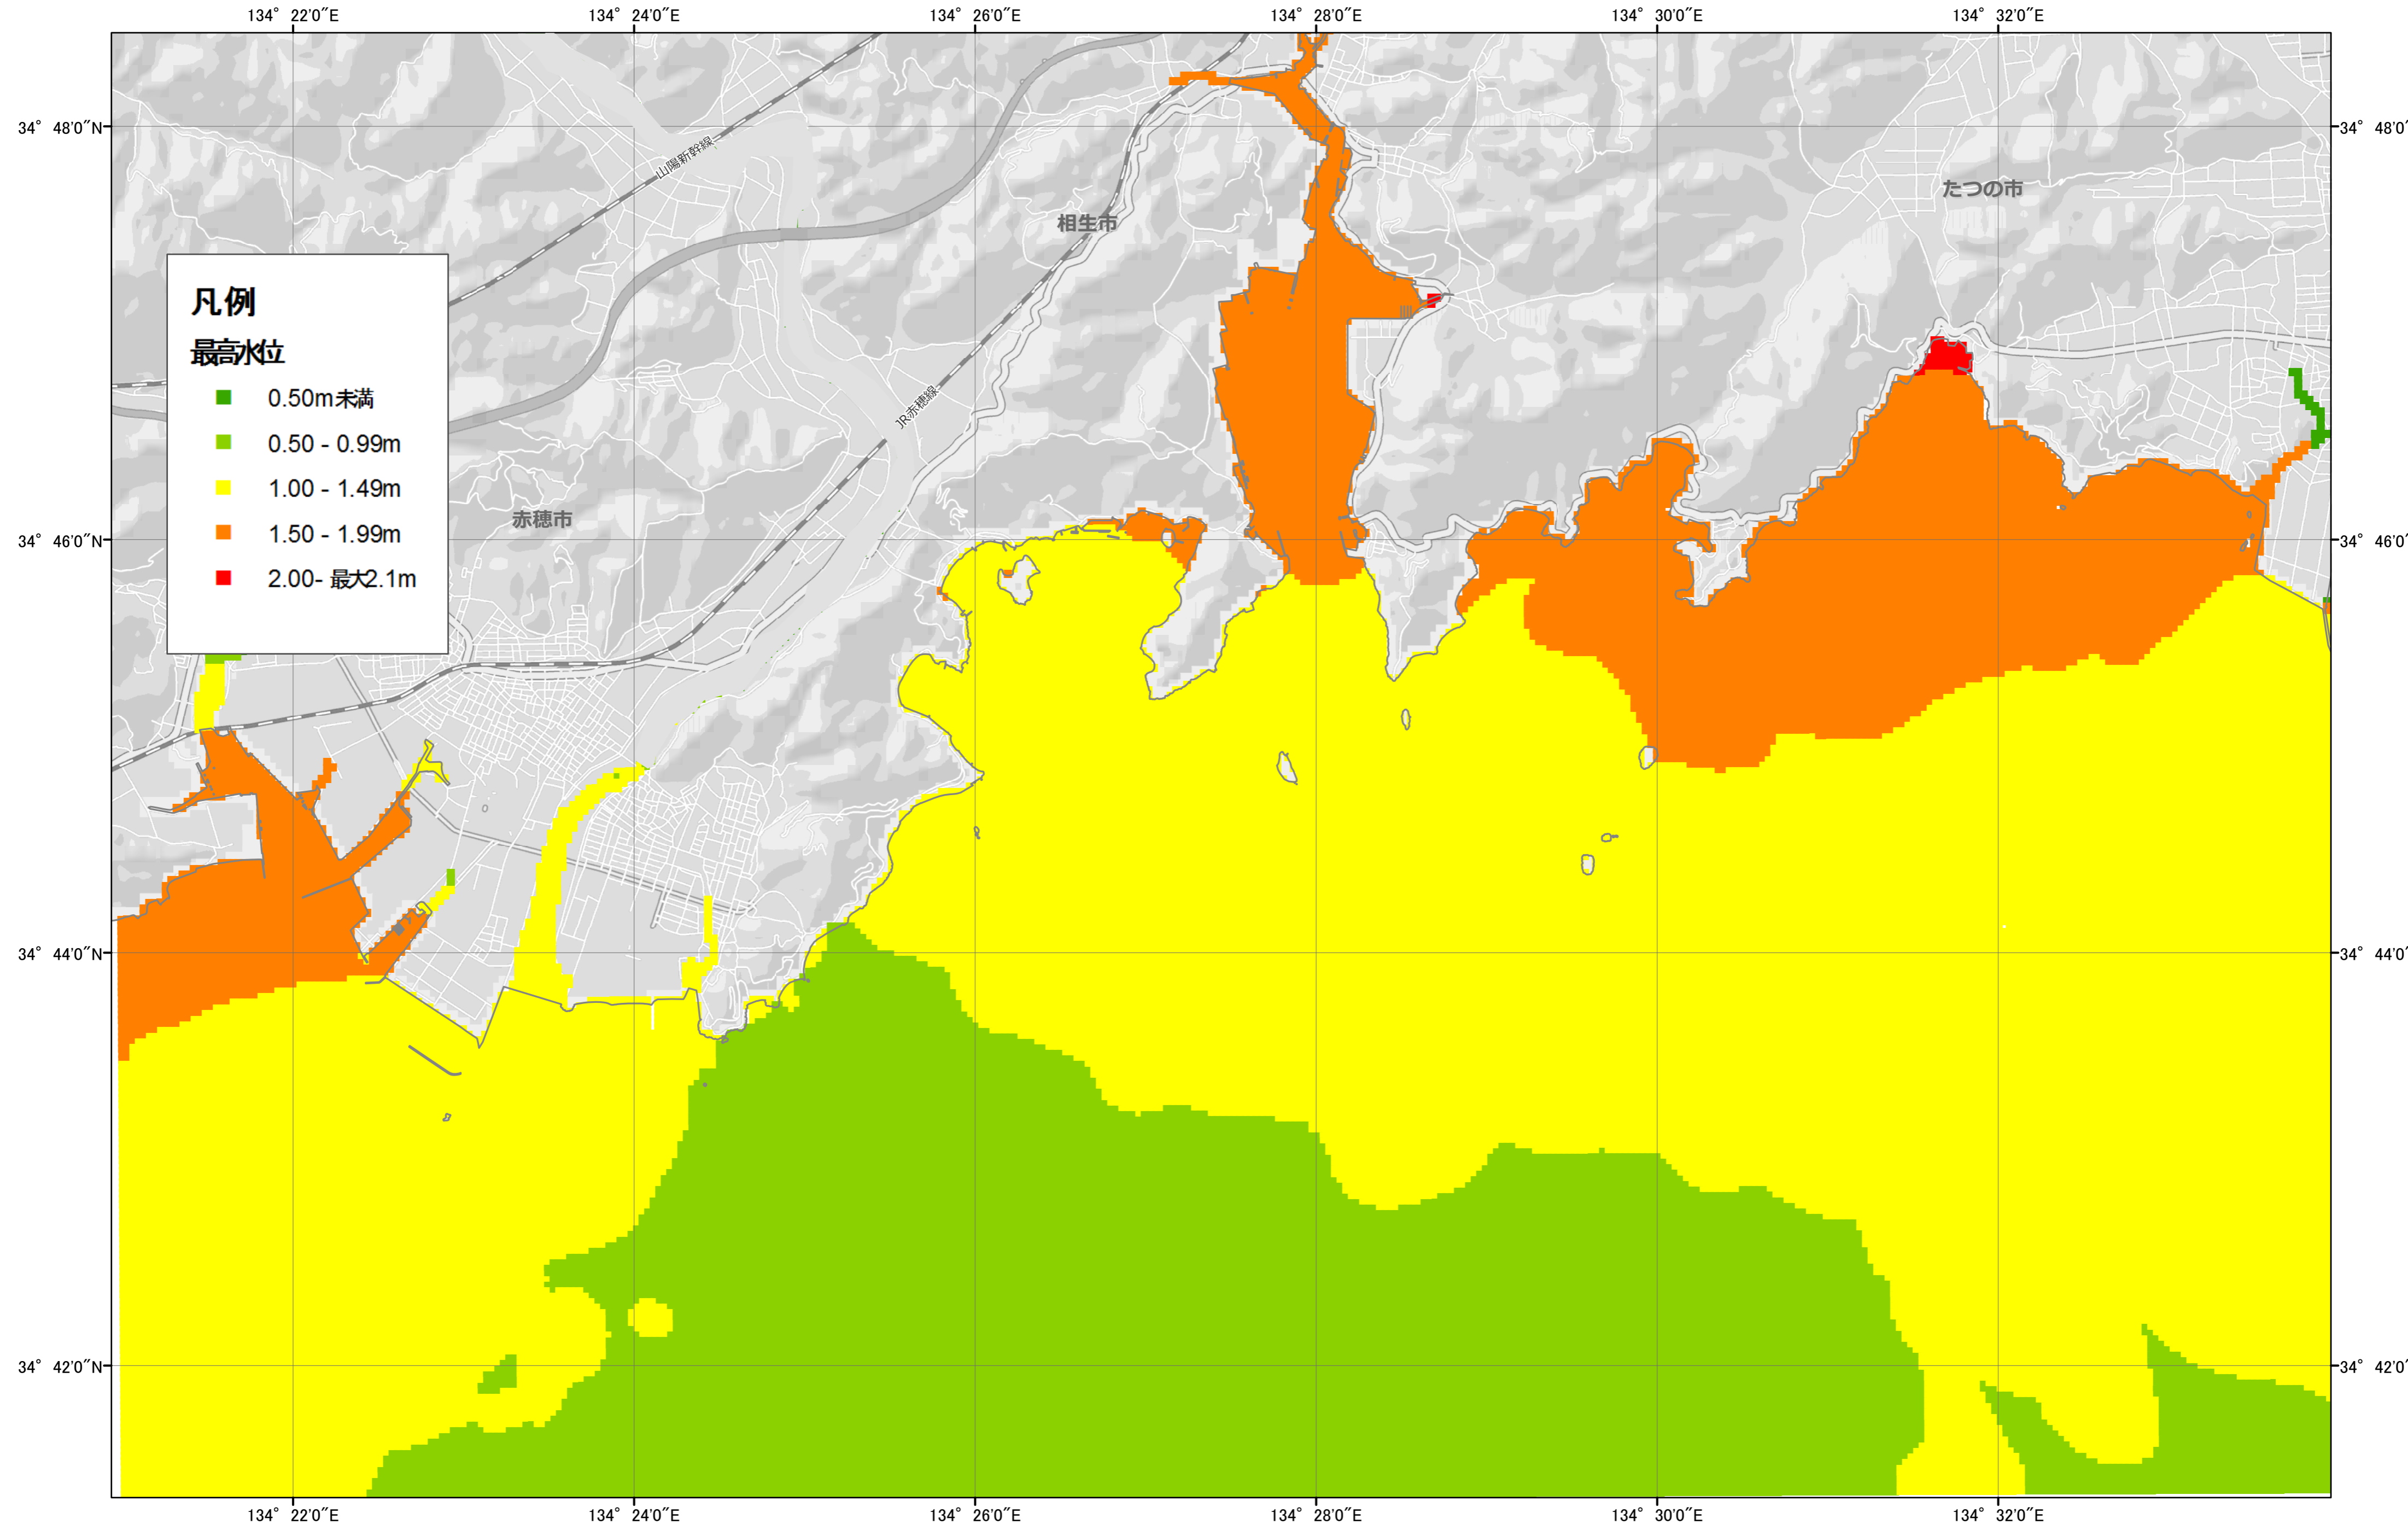 134° 22'0"E
134° 24'0"E
134° 26'0"E
134° 28'0"E
134° 30'0"E
134° 32'0"E
34° 48'0"N
34° 48'0
山陽新幹線
たつの市
相生市
凡例
最高水位
0.50m未満
0.50 - 0.99m
1.00 - 1.49m
1.50 - 1.99m
2.00- 最大2.1m
JR赤穂線
赤穂市
34° 46'0"N
34° 46'0
34° 44'0"N
34° 44'0
34° 42'0"N
34° 42'0
134° 22'0"E
134° 24'0"E
134° 26'0"E
134° 28'0"E
134° 30'0"E
134° 32'0"E